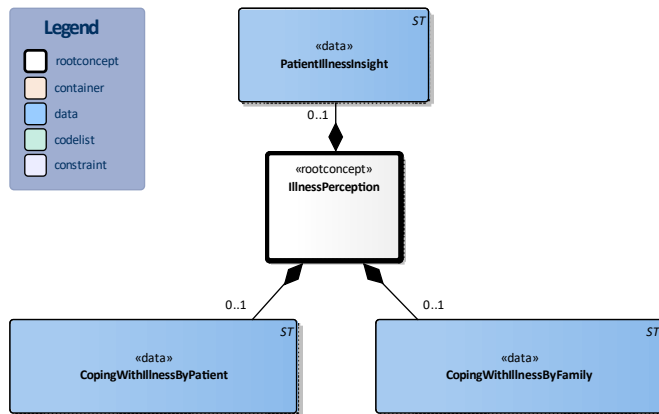 Legend
rootconcept
container
data
codelist
constraint
ST
«data»
PatientIllnessInsight
0..1
«rootconcept»
IllnessPerception
0..1
0..1
ST
«data»
CopingWithIllnessByPatient
ST
«data»
CopingWithIllnessByFamily